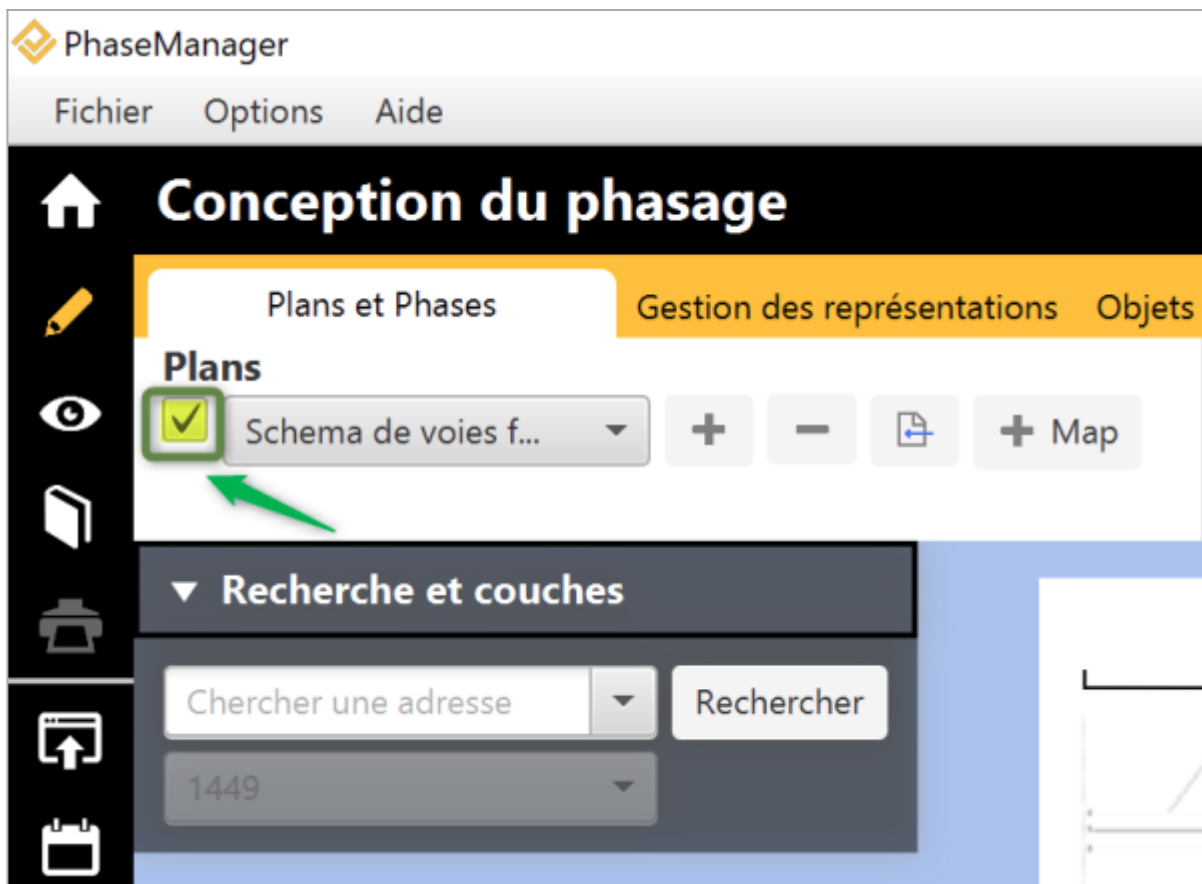 PhaseManager
Fichier Options Aide
Conception du phasage
Plans et Phases Gestion des représentations Objets
Plans
Schema de voies f... + Map
Recherche et couches
Chercher une adresse Rechercher
1449